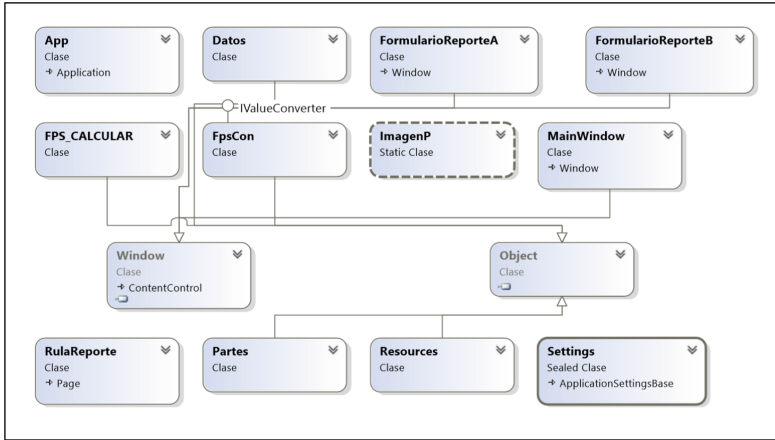 App
Clase
Application
Datos
Clase
FormularioReporteA
Clase
Window
FormularioReporteB
Clase
Window
IValueConverter
FPS_CALCULAR
Clase
FpsCon
Clase
ImagenP
Static Clase
MainWindow
Clase
Window
Window
Clase
ContentControl
Object
Clase
RulaReporte
Clase
Page
Partes
Clase
Resources
Clase
Settings
Sealed Clase
ApplicationSettingsBase